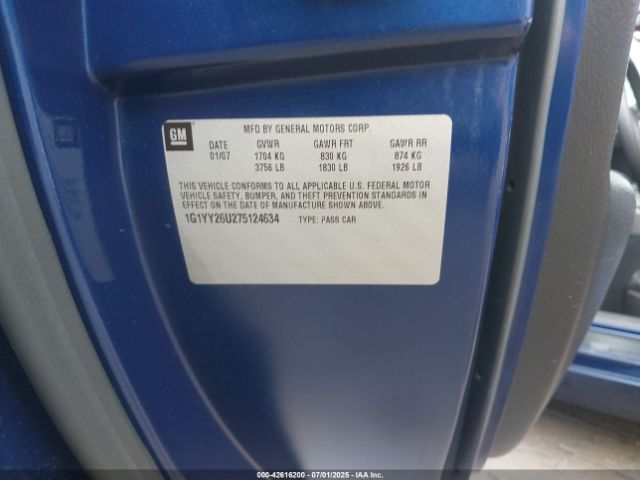 GM
MFD BY GENERAL MOTORS CORP.
DATE GVWR GAWR FRT GAWR RR
01/07 1704 KG 830 KG 874 KG
3756 LB 1830 LB 1926 LB
THIS VEHICLE CONFORMS TO ALL APPLICABLE U.S. FEDERAL MOTOR
VEHICLE SAFETY, BUMPER, AND THEFT PREVENTION STANDARDS IN
EFFECT ON THE DATE OF MANUFACTURE SHOWN ABOVE.
1G1YY26U275124634 TYPE: PASS CAR
000-42616200 - 07/01/2025 - IAAI.COM